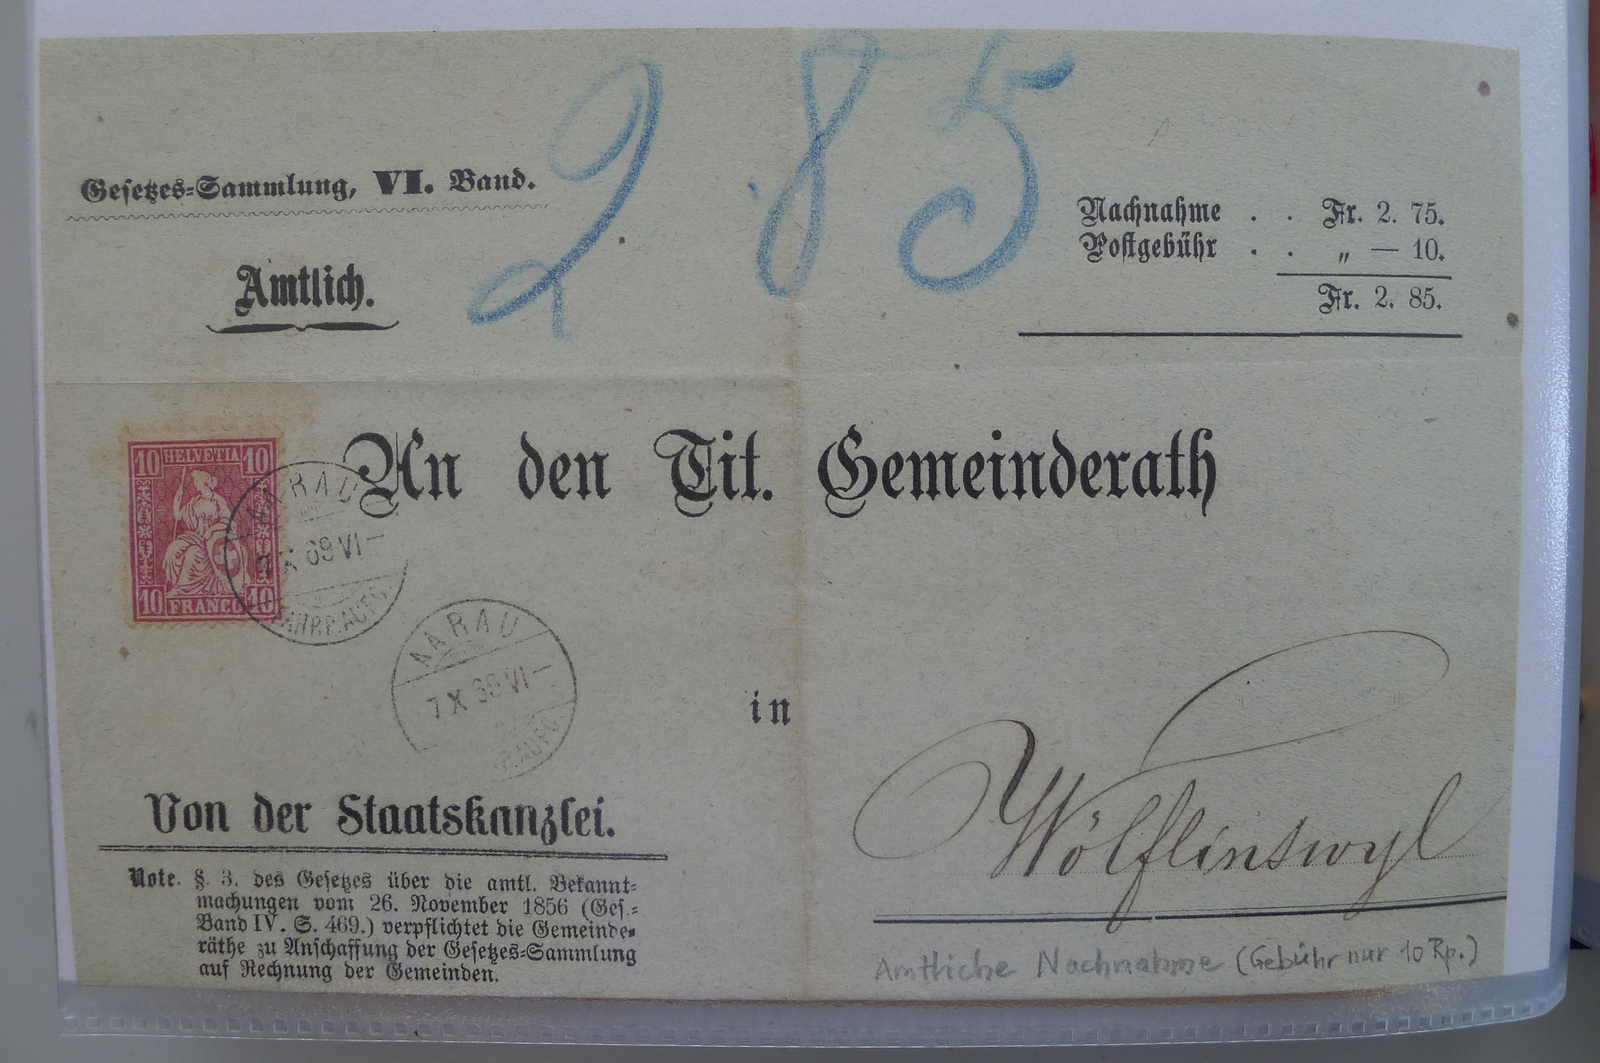 2 85
Gesetzes-Sammlung, VI. Band.
Amtlich.
Nachnahme . . Fr. 2. 75.
Postgebühr . . „ — 10.
Fr. 2. 85.
10 HELVETIA 10
10 FRANCO 10
AARAU
7 X 69 VI —
FAHRP. AUFG.
An den Tit. Gemeinderath
AARAU
7 X 69 VI —
P. AUFG.
in
Wölflinswyl
Von der Staatskanzlei.
Note. §. 3. des Gesetzes über die amtl. Bekannt-
machungen vom 26. November 1856 (Ges.-
Band IV. S. 469.) verpflichtet die Gemeinde-
räthe zu Anschaffung der Gesetzes-Sammlung
auf Rechnung der Gemeinden.
Amtliche Nachnahme (Gebühr nur 10 Rp.)